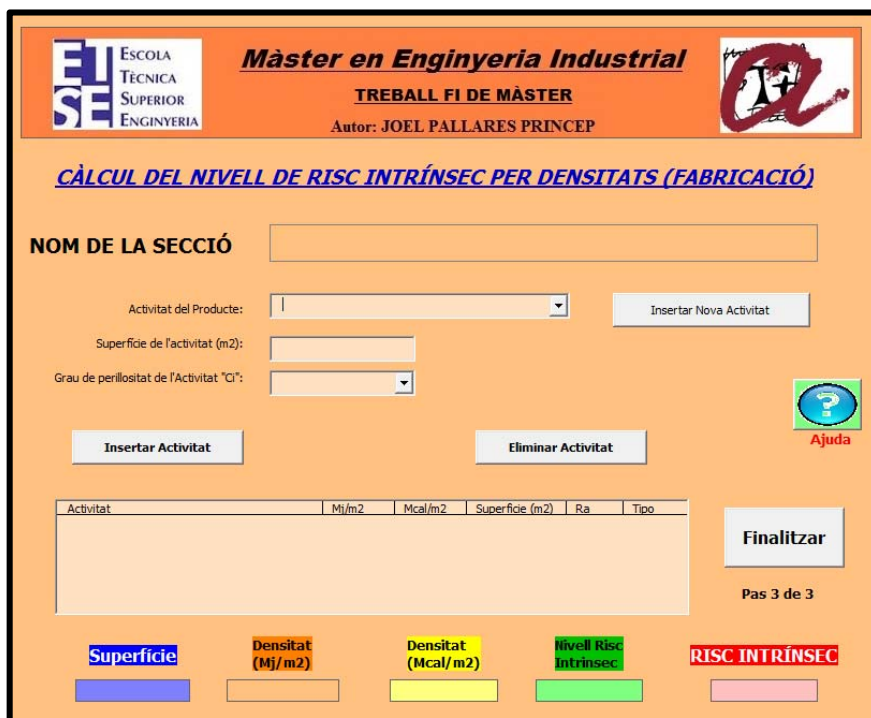 ETSE
ESCOLA
TÈCNICA
SUPERIOR
ENGINYERIA
Màster en Enginyeria Industrial
TREBALL FI DE MÀSTER
Autor: JOEL PALLARES PRINCEP
CÀLCUL DEL NIVELL DE RISC INTRÍNSEC PER DENSITATS (FABRICACIÓ)
NOM DE LA SECCIÓ
Activitat del Producte:
Insertar Nova Activitat
Superfície de l'activitat (m2):
Grau de perillositat de l'Activitat "Ci":
?
Ajuda
Insertar Activitat
Eliminar Activitat
Activitat Mj/m2 Mcal/m2 Superfície (m2) Ra Tipo
Finalitzar
Pas 3 de 3
Superfície
Densitat
(Mj/m2)
Densitat
(Mcal/m2)
Nivell Risc
Intrinsec
RISC INTRÍNSEC